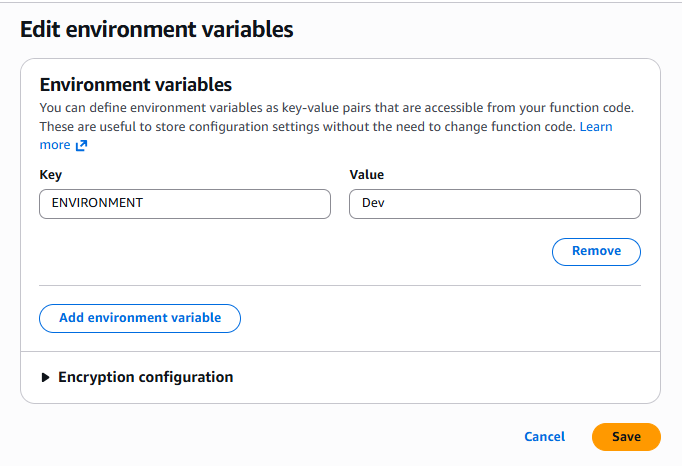 Edit environment variables
Environment variables
You can define environment variables as key-value pairs that are accessible from your function code.
These are useful to store configuration settings without the need to change function code. Learn
more
Key Value
ENVIRONMENT Dev
Remove
Add environment variable
Encryption configuration
Cancel Save